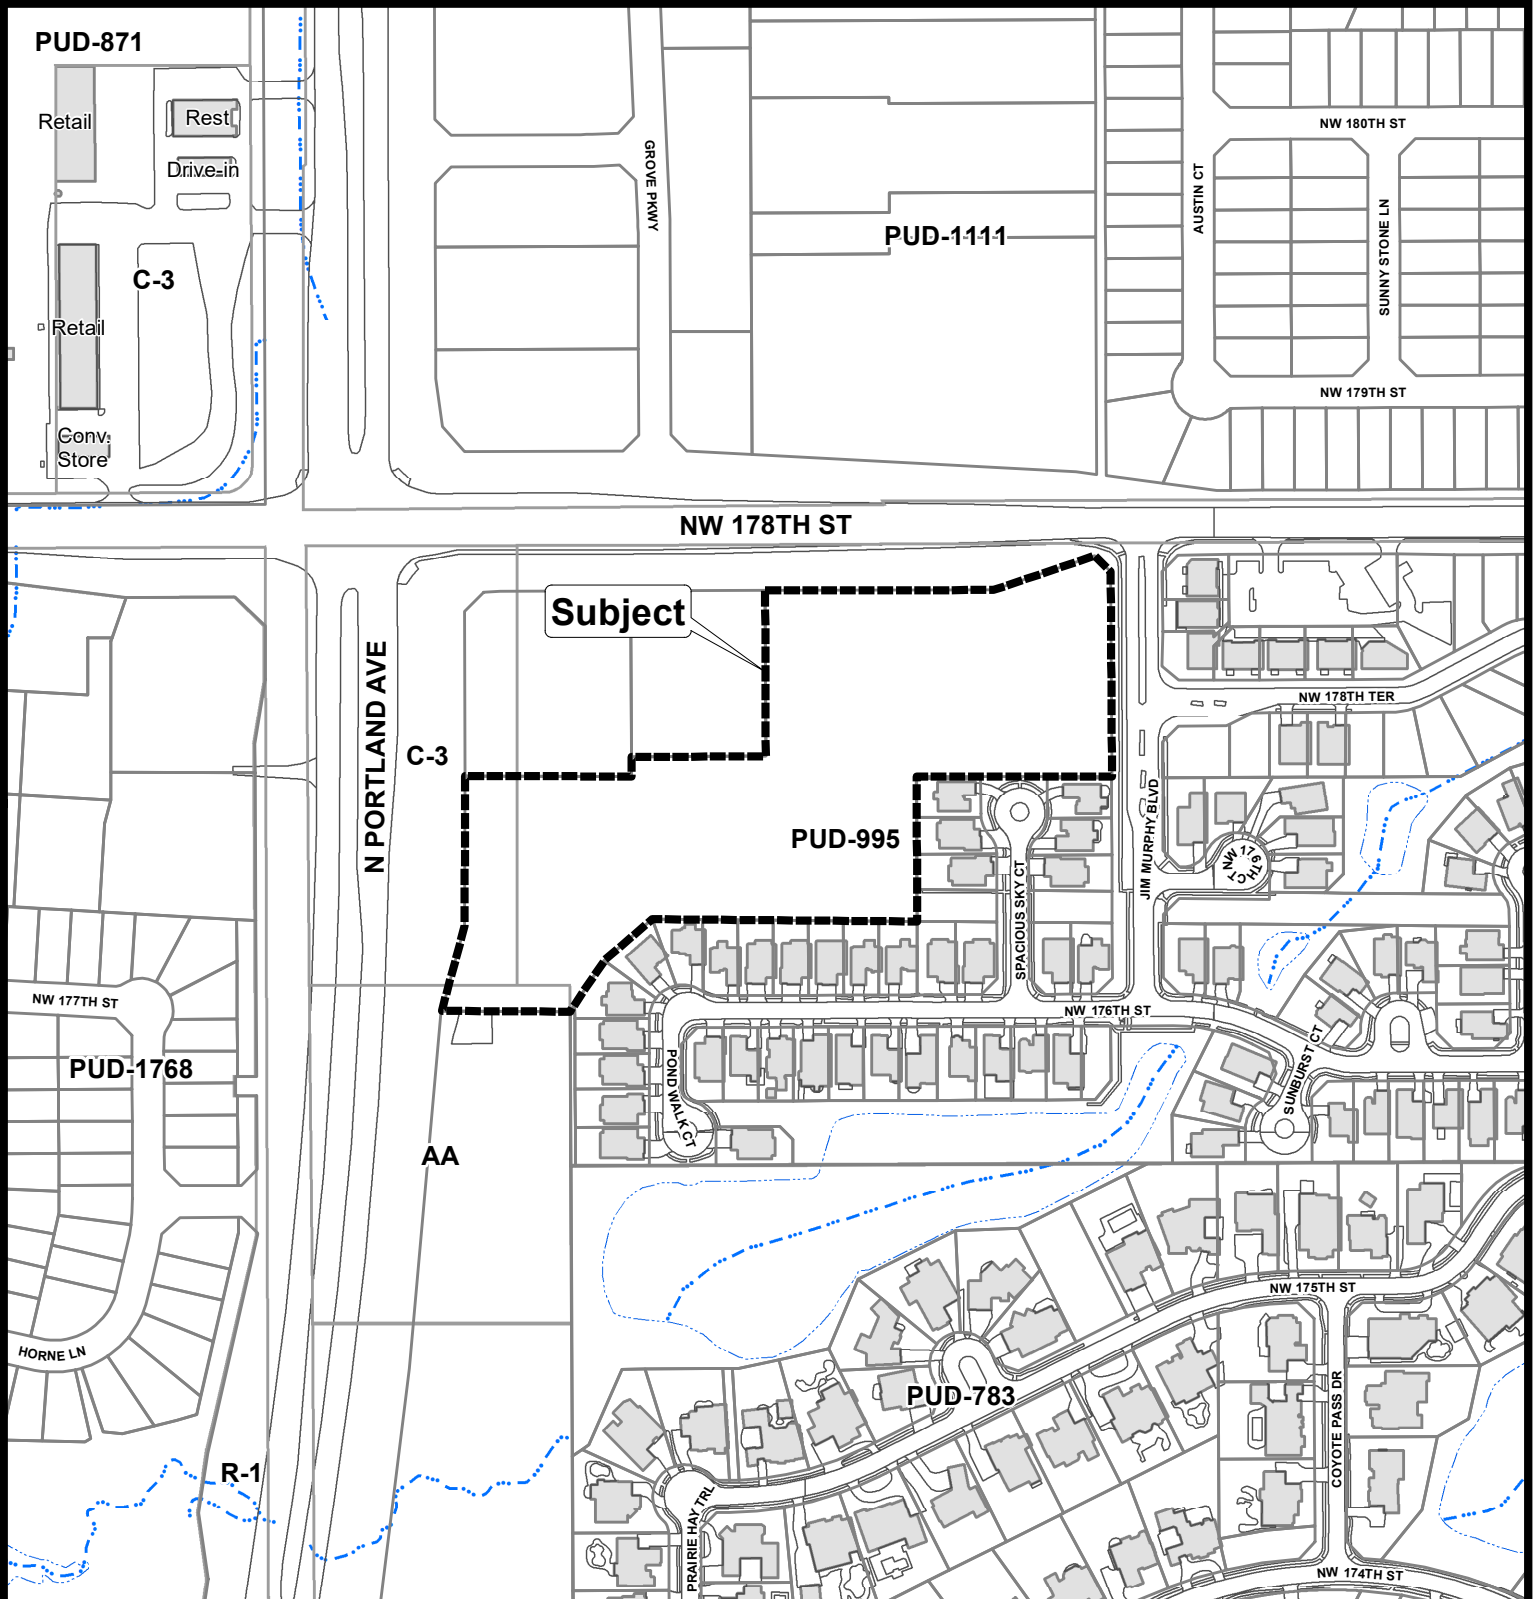 PUD-871
Retail
Rest
Drive-in
C-3
Retail
Conv.
Store
GROVE PKWY
PUD-1111
AUSTIN CT
NW 180TH ST
SUNNY STONE LN
NW 179TH ST
NW 178TH ST
Subject
N PORTLAND AVE
C-3
PUD-995
NW 178TH TER
JIM MURPHY BLVD
NW 176TH CT
SPACIOUS SKY CT
NW 177TH ST
NW 176TH ST
PUD-1768
POND WALK CT
SUNBURST CT
AA
NW 175TH ST
HORNE LN
PUD-783
COYOTE PASS DR
R-1
PRAIRIE HAY TRL
NW 174TH ST